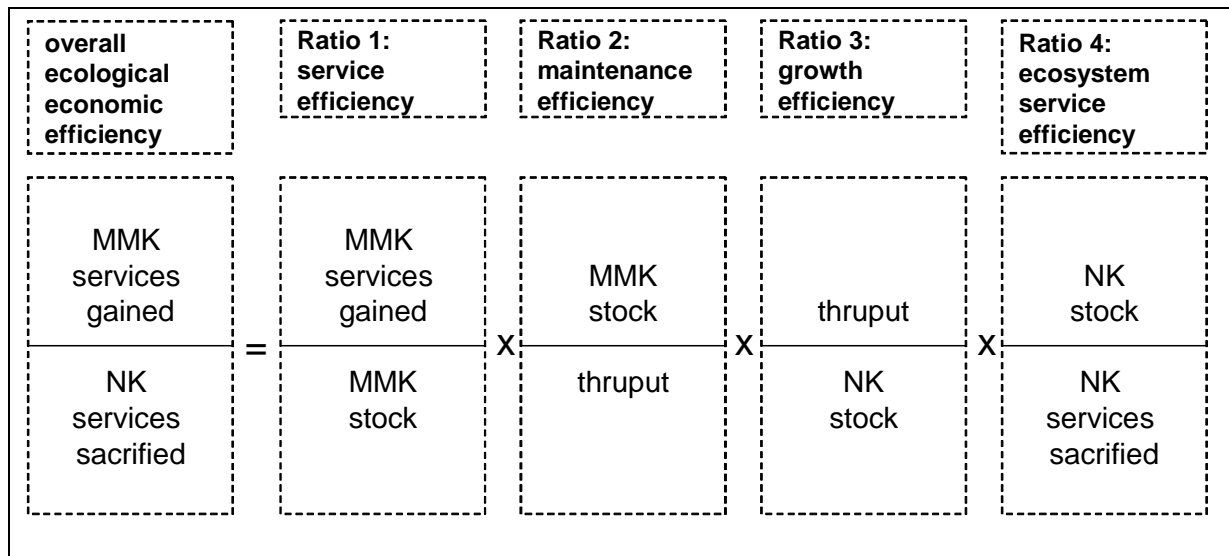 overall
ecological
economic
efficiency
Ratio 1:
service
efficiency
Ratio 2:
maintenance
efficiency
Ratio 3:
growth
efficiency
Ratio 4:
ecosystem
service
efficiency
MMK
services
gained
NK
services
sacrified
=
MMK
services
gained
MMK
stock
x
MMK
stock
thruput
x
thruput
NK
stock
x
NK
stock
NK
services
sacrified